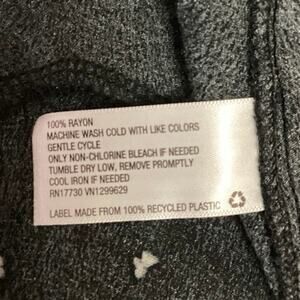 100% RAYON
MACHINE WASH COLD WITH LIKE COLORS
GENTLE CYCLE
ONLY NON-CHLORINE BLEACH IF NEEDED
TUMBLE DRY LOW, REMOVE PROMPTLY
COOL IRON IF NEEDED
RN17730 VN1299629
LABEL MADE FROM 100% RECYCLED PLASTIC